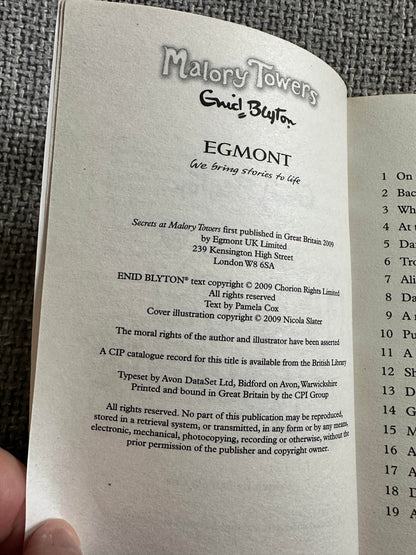 Malory Towers
Enid Blyton
EGMONT
We bring stories to life
Secrets at Malory Towers first published in Great Britain 2009
by Egmont UK Limited
239 Kensington High Street
London W8 6SA
ENID BLYTON® text copyright © 2009 Chorion Rights Limited
All rights reserved
Text by Pamela Cox
Cover illustration copyright © 2009 Nicola Slater
The moral rights of the author and illustrator have been asserted
A CIP catalogue record for this title is available from the British Library
Typeset by Avon DataSet Ltd, Bidford on Avon, Warwickshire
Printed and bound in Great Britain by the CPI Group
All rights reserved. No part of this publication may be reproduced,
stored in a retrieval system, or transmitted, in any form or by any means,
electronic, mechanical, photocopying, recording or otherwise, without the
prior permission of the publisher and copyright owner.
1 On
2 Bac
3 Wh
4 At t
5 Da
6 Tro
7 Ali
8 Da
9 A
10 Pu
11 A
12 Sh
13 D
14 G
15 M
16 A
17 A
18 D
19 A